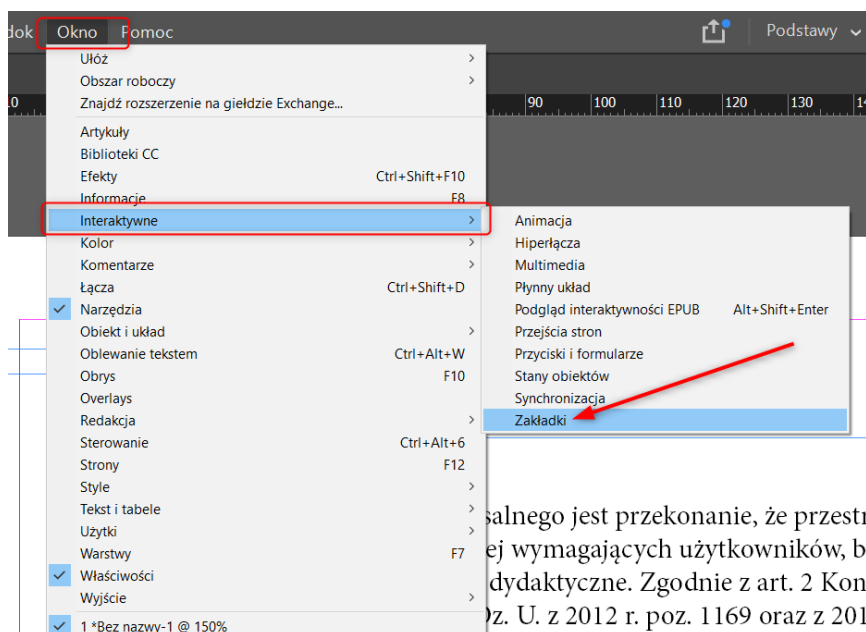 dok Okno Pomoc Podstawy
Ułóż
Obszar roboczy
Znajdź rozszerzenie na giełdzie Exchange...
90 100 110 120 130
Artykuły
Biblioteki CC
Efekty Ctrl+Shift+F10
Informacje F8
Interaktywne
Kolor
Komentarze
Łącza Ctrl+Shift+D
Narzędzia
Obiekt i układ
Oblewanie tekstem Ctrl+Alt+W
Obrys F10
Overlays
Redakcja
Sterowanie Ctrl+Alt+6
Strony F12
Style
Tekst i tabele
Użytki
Warstwy F7
Właściwości
Wyjście
1 *Bez nazwy-1 @ 150%
Animacja
Hiperłącza
Multimedia
Płynny układ
Podgląd interaktywności EPUB Alt+Shift+Enter
Przejścia stron
Przyciski i formularze
Stany obiektów
Synchronizacja
Zakładki
salnego jest przekonanie, że przestr
ej wymagających użytkowników, b
dydaktyczne. Zgodnie z art. 2 Kon
Dz. U. z 2012 r. poz. 1169 oraz z 201